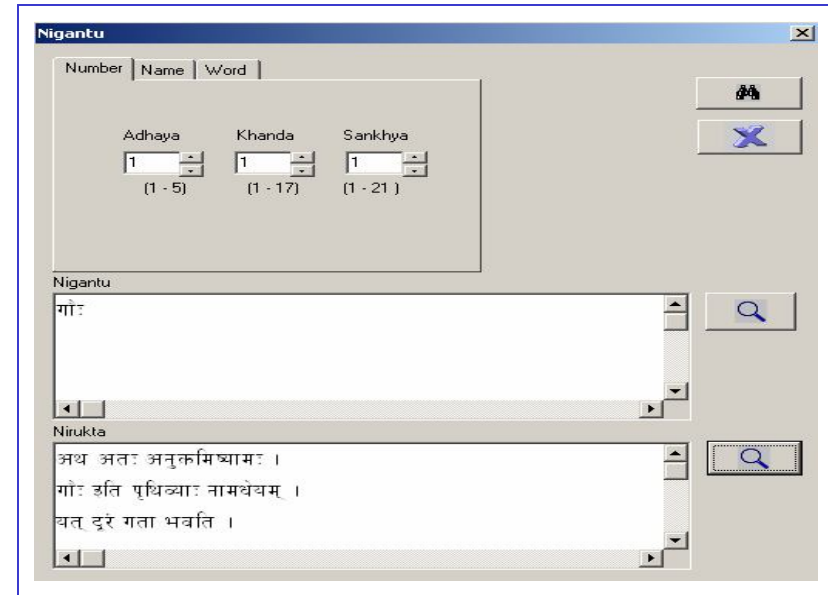 Nigantu
Number Name Word
Adhaya Khanda Sankhya
1 1 1
(1 - 5) (1 - 17) (1 - 21 )
Nigantu
गौः
Nirukta
अथ अतः अनुक्रमिष्यामः ।
गौः इति पृथिव्याः नामधेयम् ।
यत् दूरं गता भवति ।